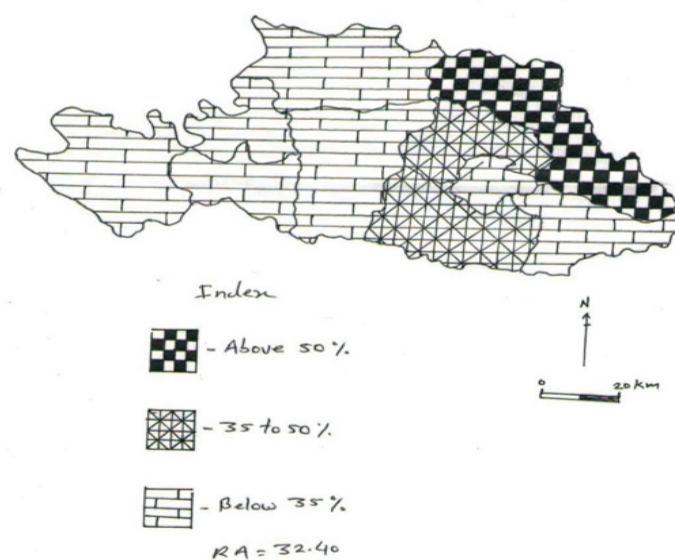 Index
- Above 50%
- 35 to 50%
- Below 35%
RA = 32.40
N
0 20 KM